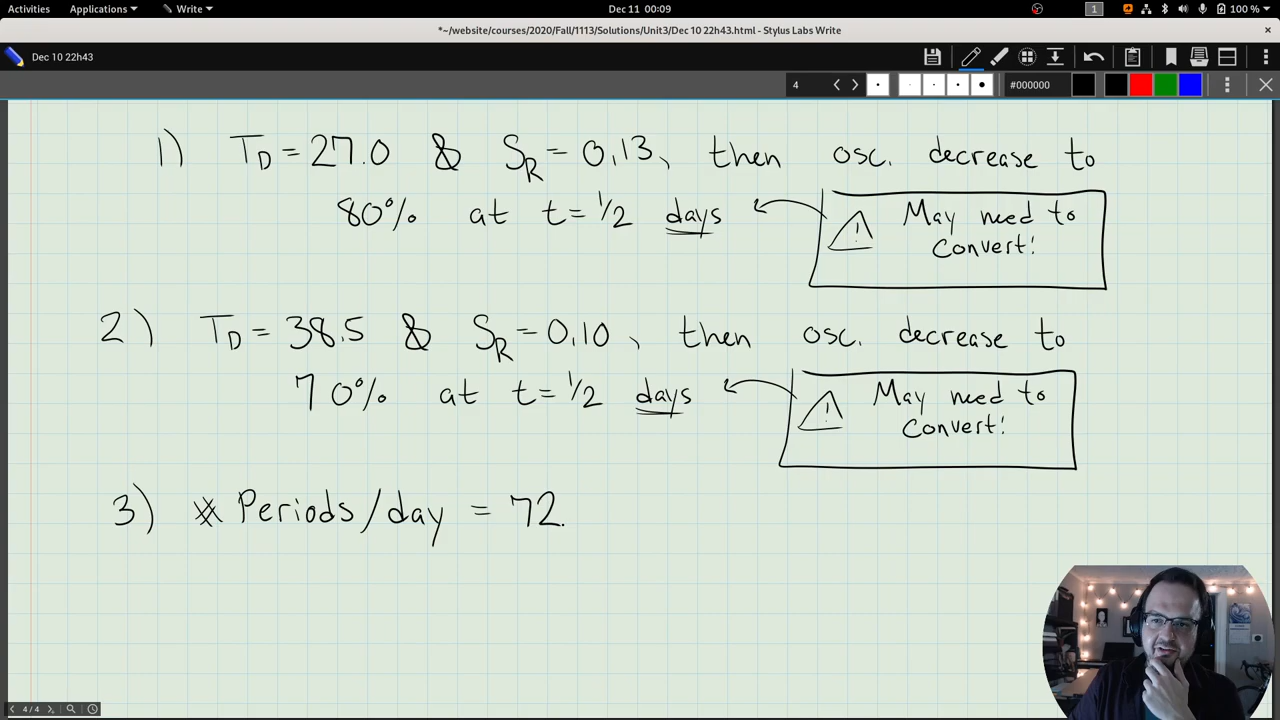 Activities Applications Write Dec 11 00:09 1 100 %
*~/website/courses/2020/Fall/1113/Solutions/Unit3/Dec 10 22h43.html - Stylus Labs Write
Dec 10 22h43
4 #000000
1) T_D = 27.0 & S_R = 0.13, then osc. decrease to
80% at t = 1/2 days
! May need to
Convert!
2) T_D = 38.5 & S_R = 0.10, then osc. decrease to
70% at t = 1/2 days
! May need to
Convert!
3) # Periods/day = 72.
4/4